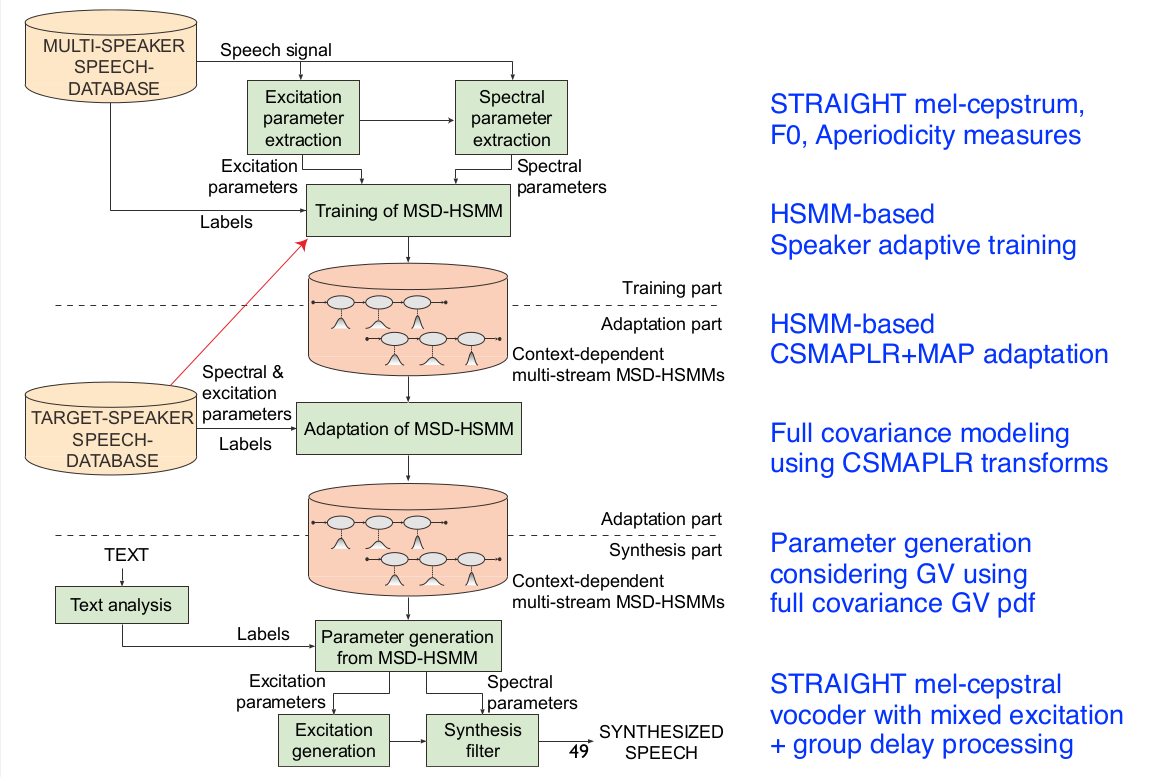 MULTI-SPEAKER
SPEECH-
DATABASE
Speech signal
Excitation
parameter
extraction
Spectral
parameter
extraction
STRAIGHT mel-cepstrum,
F0, Aperiodicity measures
Excitation
parameters
Spectral
parameters
Labels
Training of MSD-HSMM
HSMM-based
Speaker adaptive training
Training part
Adaptation part
HSMM-based
CSMAPLR+MAP adaptation
Context-dependent
multi-stream MSD-HSMMs
TARGET-SPEAKER
SPEECH-
DATABASE
Spectral &
excitation
parameters
Labels
Adaptation of MSD-HSMM
Full covariance modeling
using CSMAPLR transforms
Adaptation part
Synthesis part
Context-dependent
multi-stream MSD-HSMMs
Parameter generation
considering GV using
full covariance GV pdf
TEXT
Text analysis
Labels
Parameter generation
from MSD-HSMM
Excitation
parameters
Spectral
parameters
Excitation
generation
Synthesis
filter
49
SYNTHESIZED
SPEECH
STRAIGHT mel-cepstral
vocoder with mixed excitation
+ group delay processing